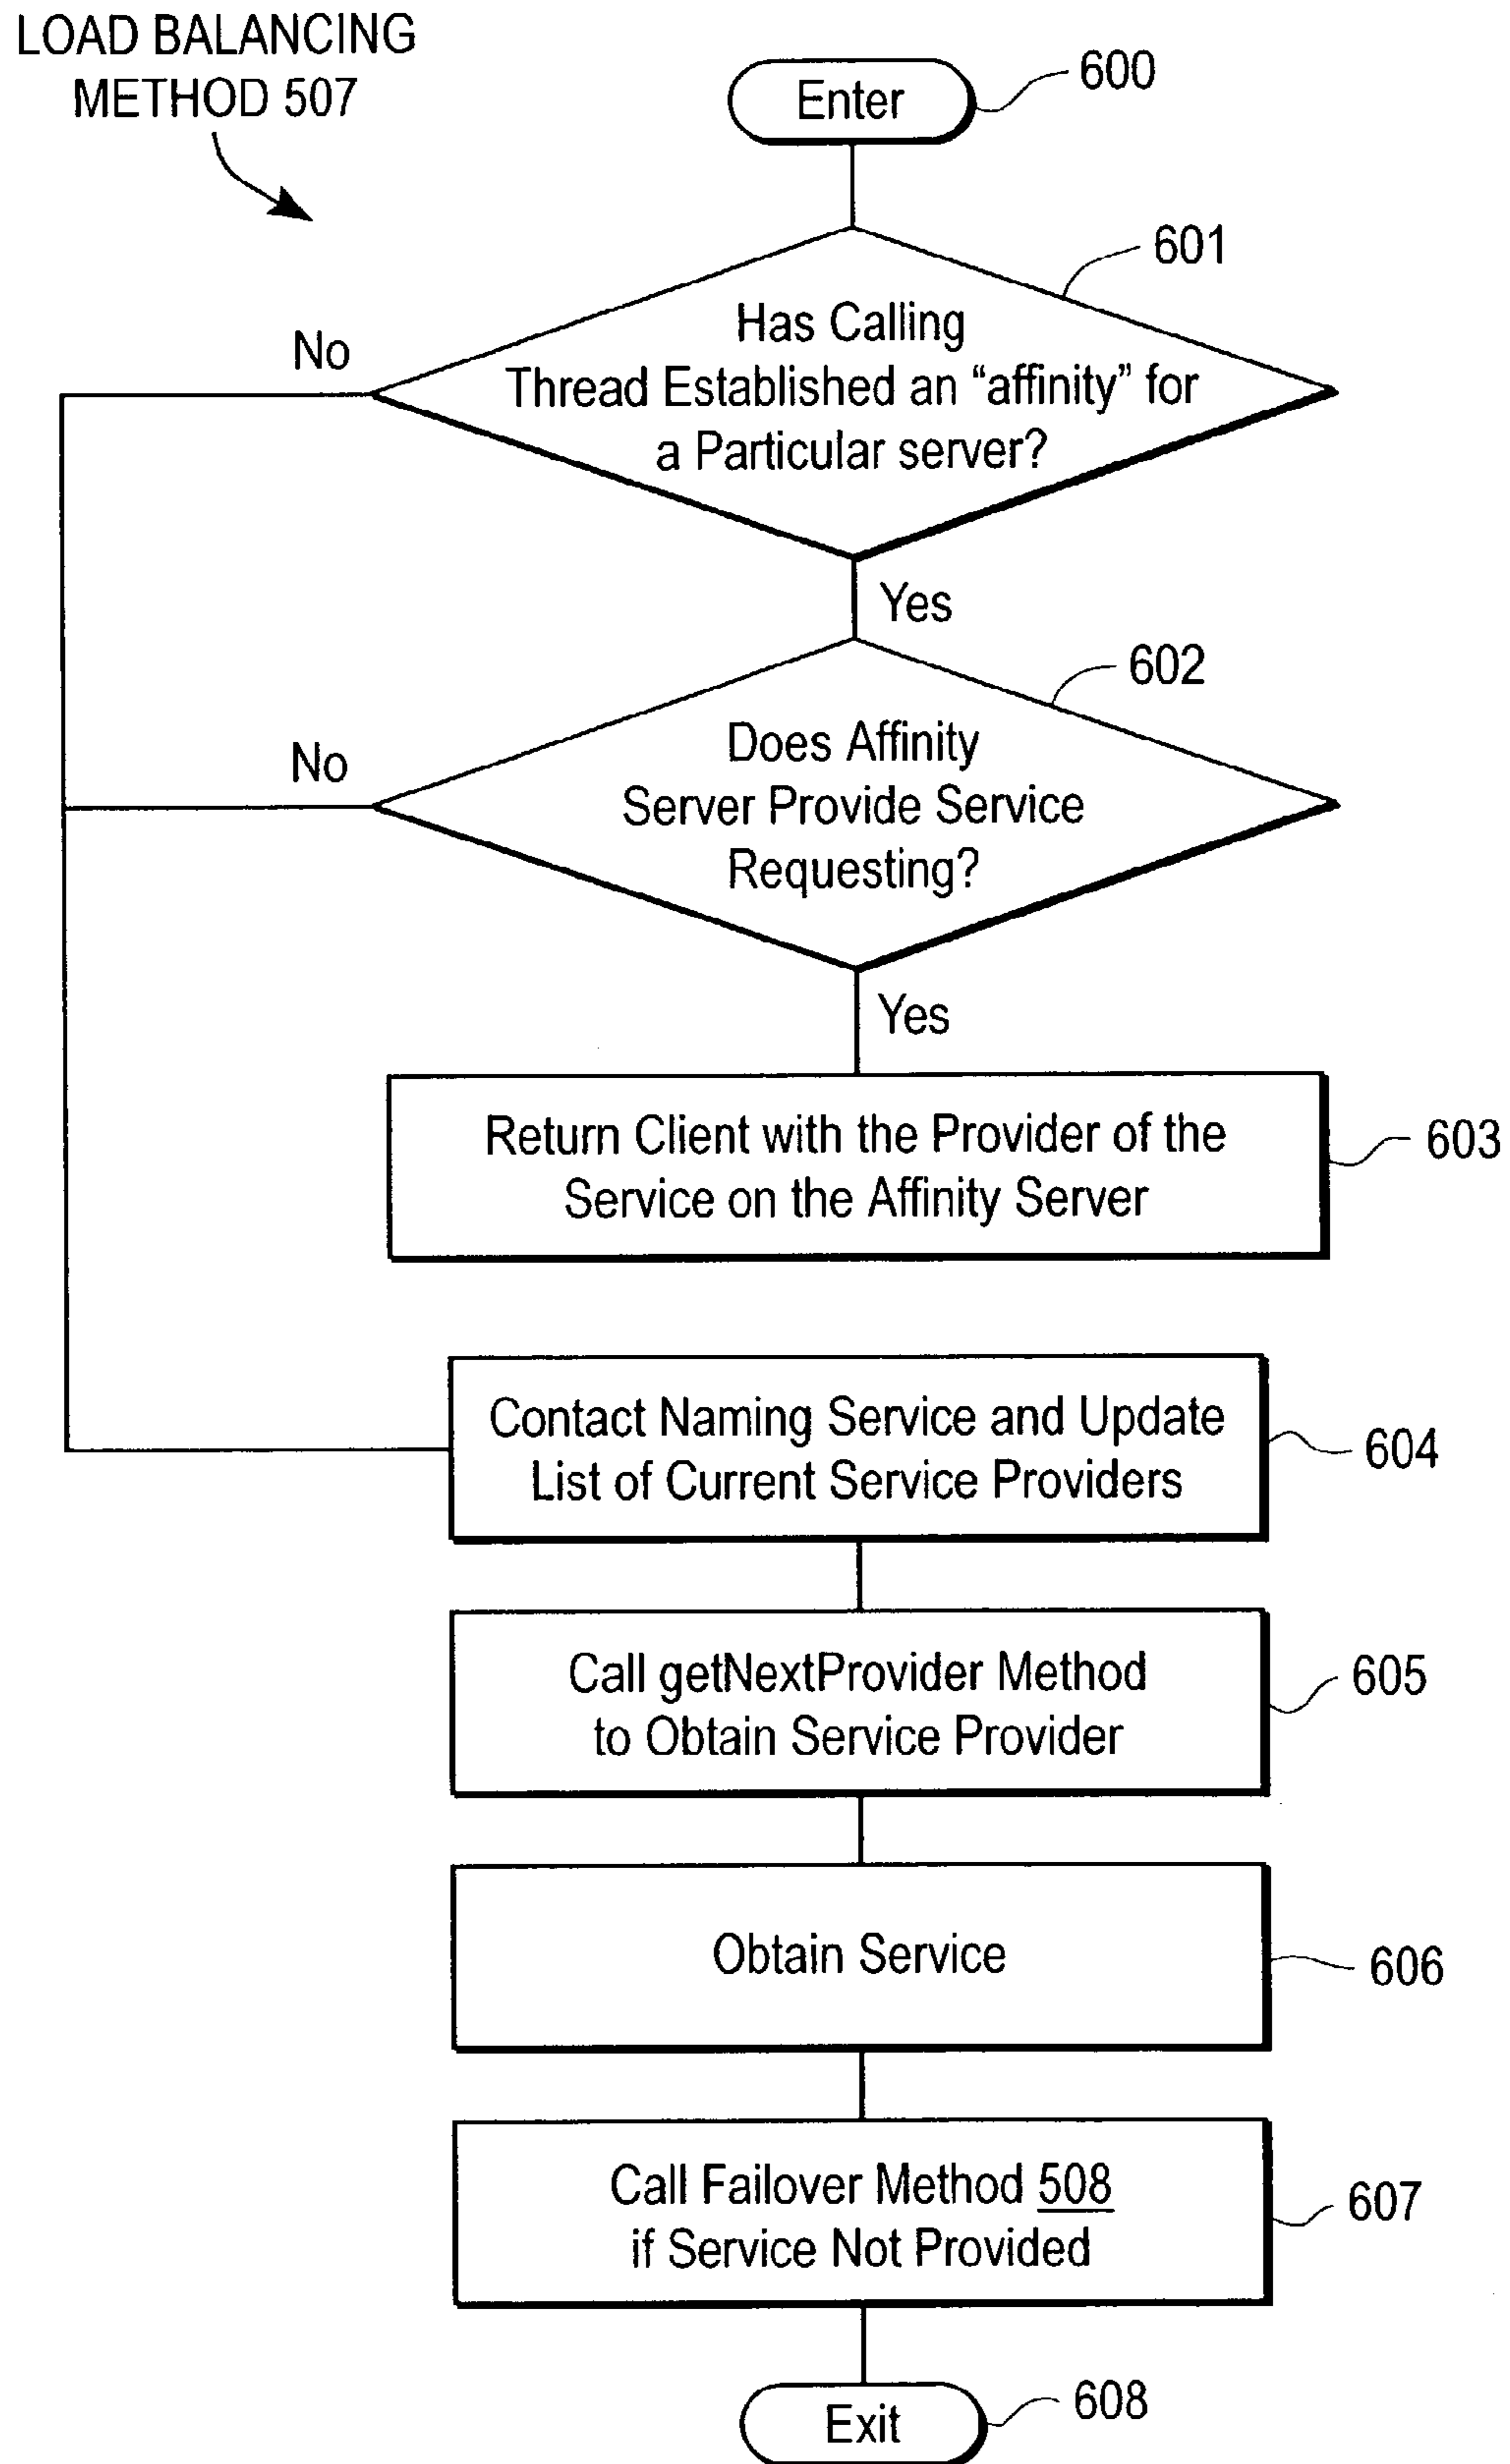 LOAD BALANCING
METHOD 507
Enter
600
601
Has Calling
Thread Established an “affinity” for
a Particular server?
No
Yes
602
Does Affinity
Server Provide Service
Requesting?
No
Yes
Return Client with the Provider of the
Service on the Affinity Server
603
Contact Naming Service and Update
List of Current Service Providers
604
Call getNextProvider Method
to Obtain Service Provider
605
Obtain Service
606
Call Failover Method 508
if Service Not Provided
607
Exit
608